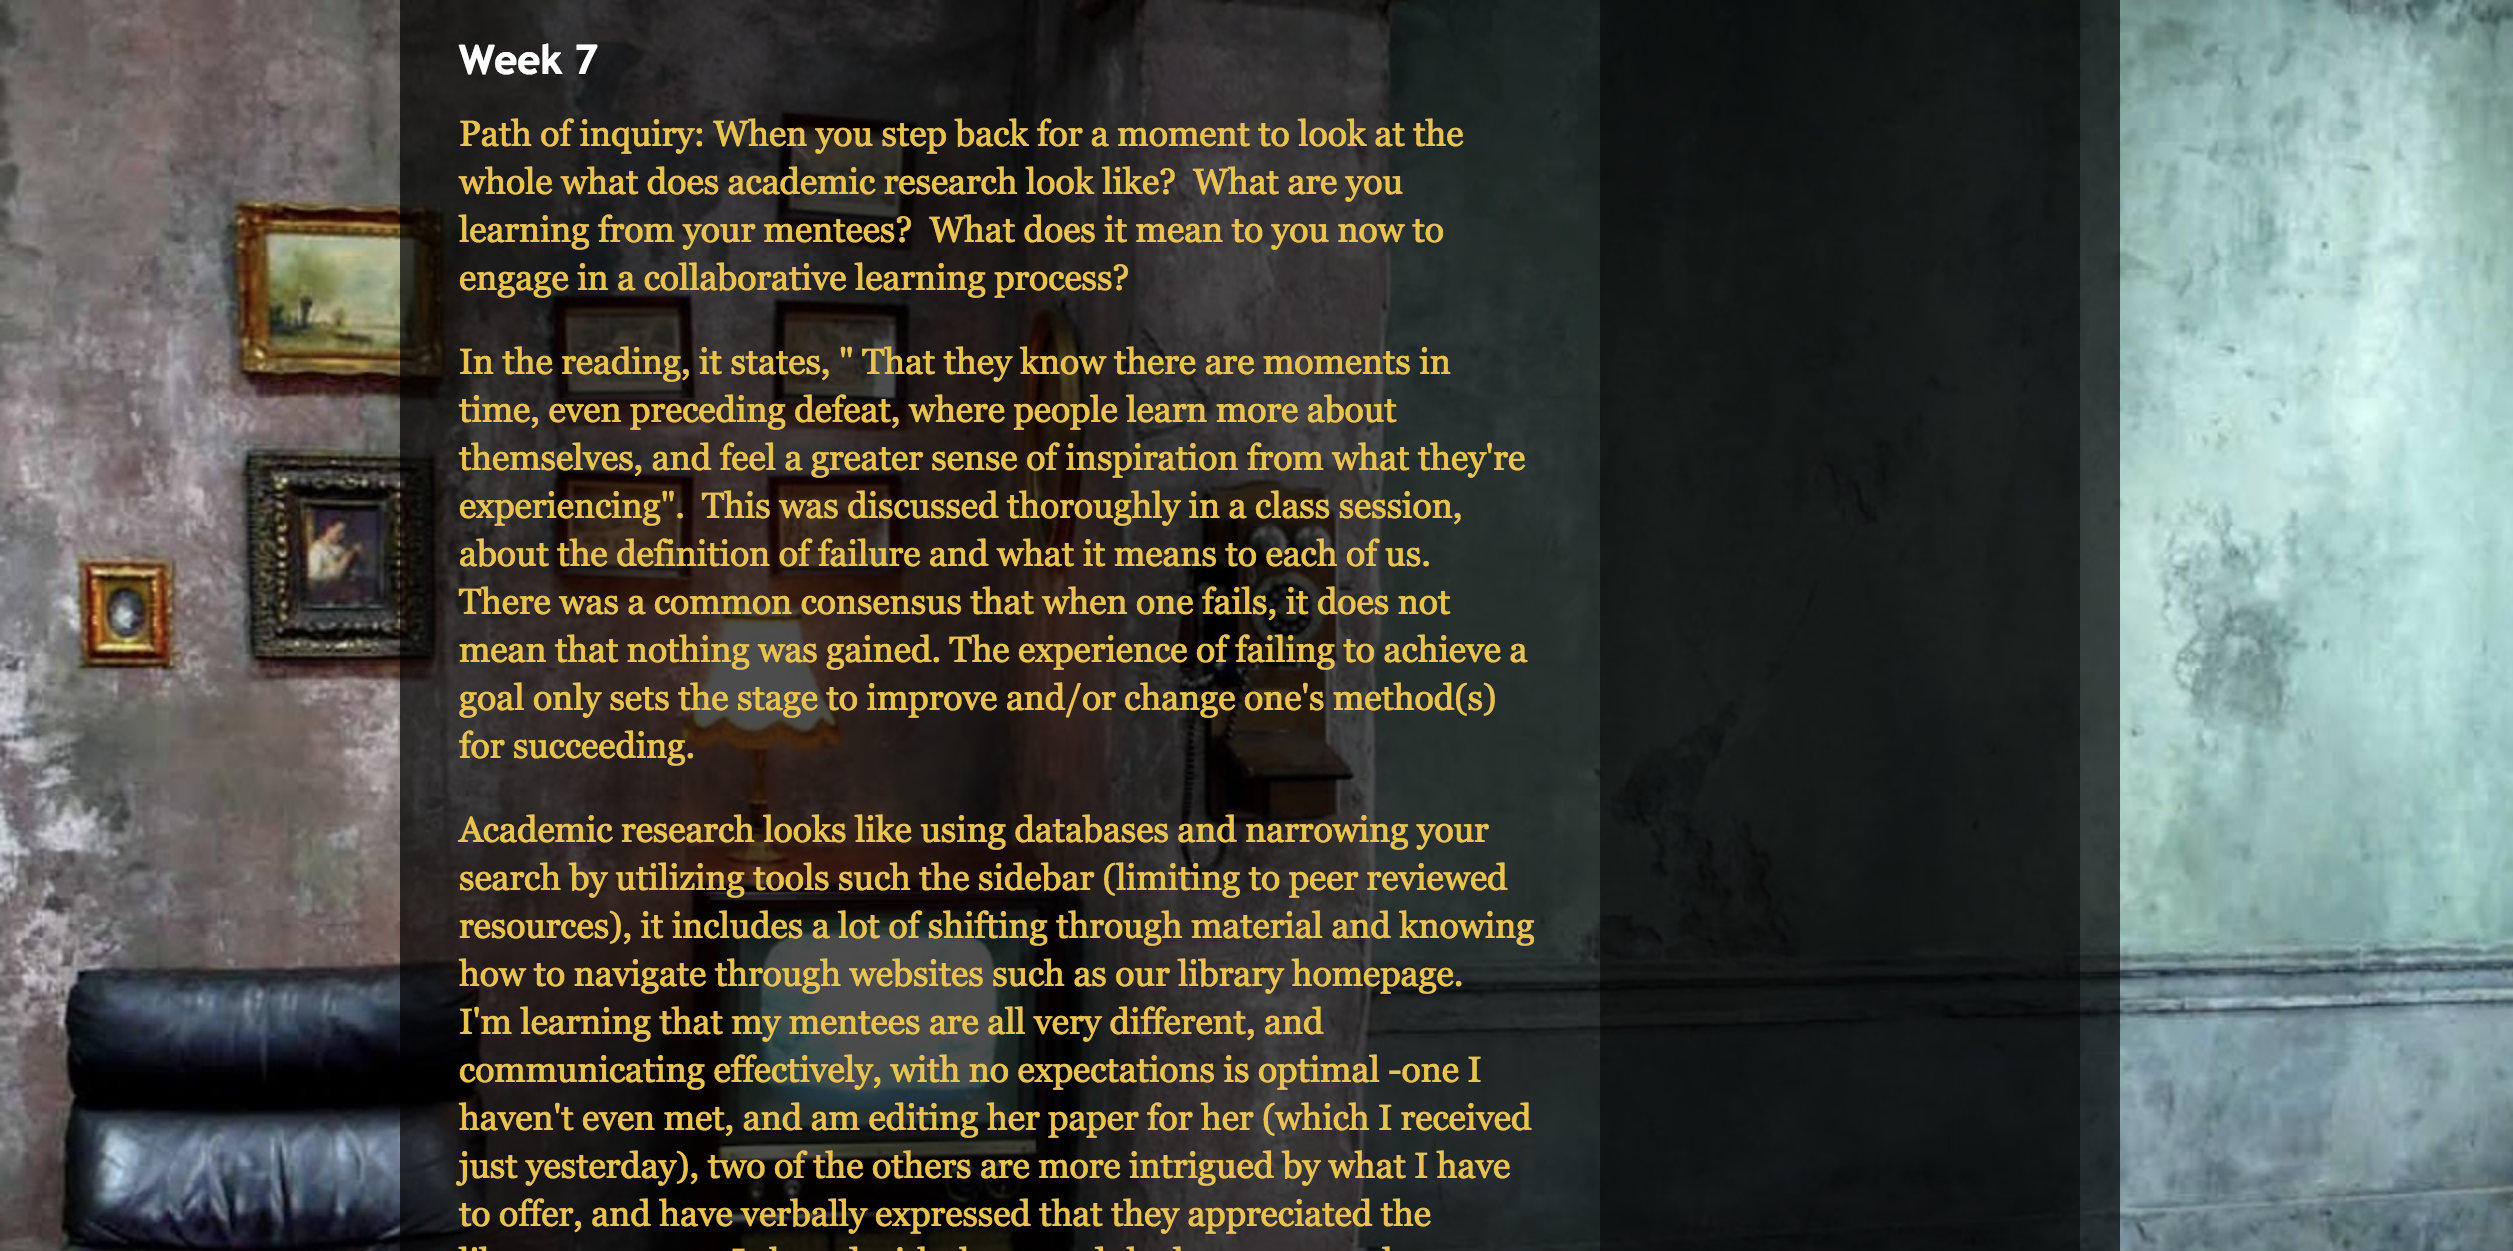 Week 7
Path of inquiry: When you step back for a moment to look at the
whole what does academic research look like?  What are you
learning from your mentees?  What does it mean to you now to
engage in a collaborative learning process?
In the reading, it states, " That they know there are moments in
time, even preceding defeat, where people learn more about
themselves, and feel a greater sense of inspiration from what they're
experiencing".  This was discussed thoroughly in a class session,
about the definition of failure and what it means to each of us.
There was a common consensus that when one fails, it does not
mean that nothing was gained. The experience of failing to achieve a
goal only sets the stage to improve and/or change one's method(s)
for succeeding.
Academic research looks like using databases and narrowing your
search by utilizing tools such the sidebar (limiting to peer reviewed
resources), it includes a lot of shifting through material and knowing
how to navigate through websites such as our library homepage.
I'm learning that my mentees are all very different, and
communicating effectively, with no expectations is optimal -one I
haven't even met, and am editing her paper for her (which I received
just yesterday), two of the others are more intrigued by what I have
to offer, and have verbally expressed that they appreciated the